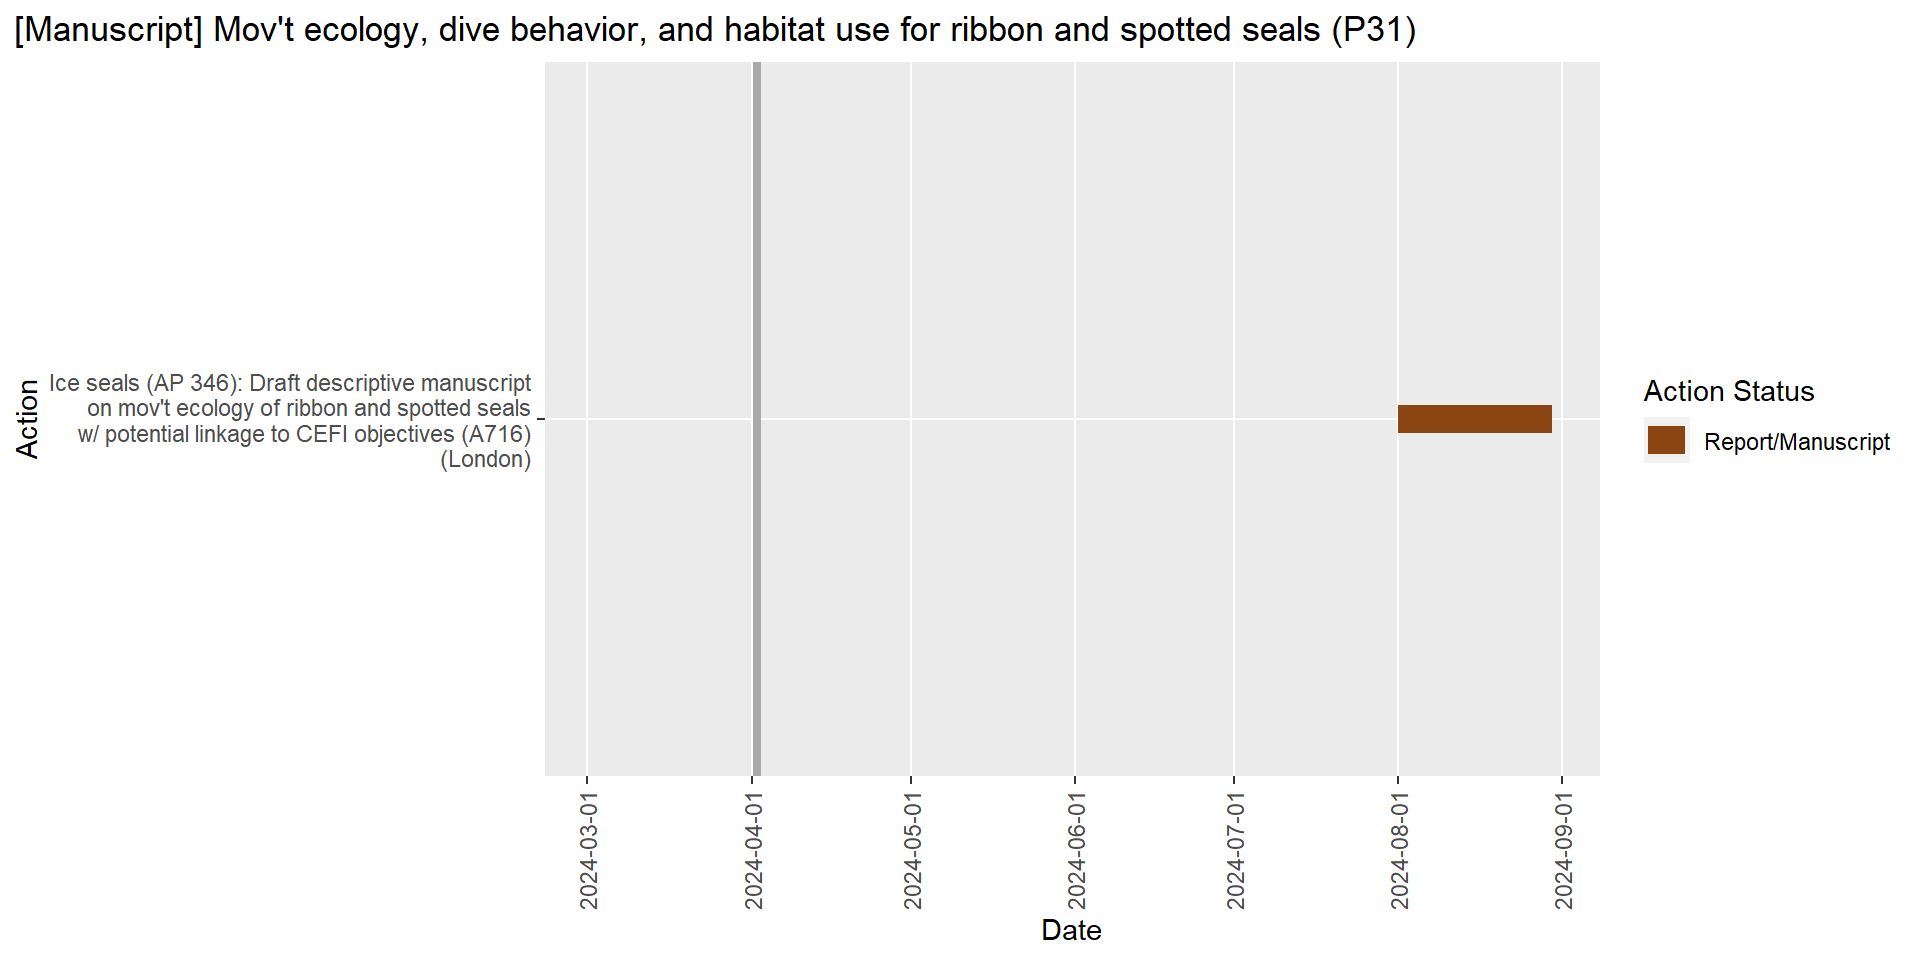 [Manuscript] Mov't ecology, dive behavior, and habitat use for ribbon and spotted seals (P31)
Action
Ice seals (AP 346): Draft descriptive manuscript
on mov't ecology of ribbon and spotted seals
w/ potential linkage to CEFI objectives (A716)
(London)
Action Status
Report/Manuscript
2024-03-01
2024-04-01
2024-05-01
2024-06-01
2024-07-01
2024-08-01
2024-09-01
Date